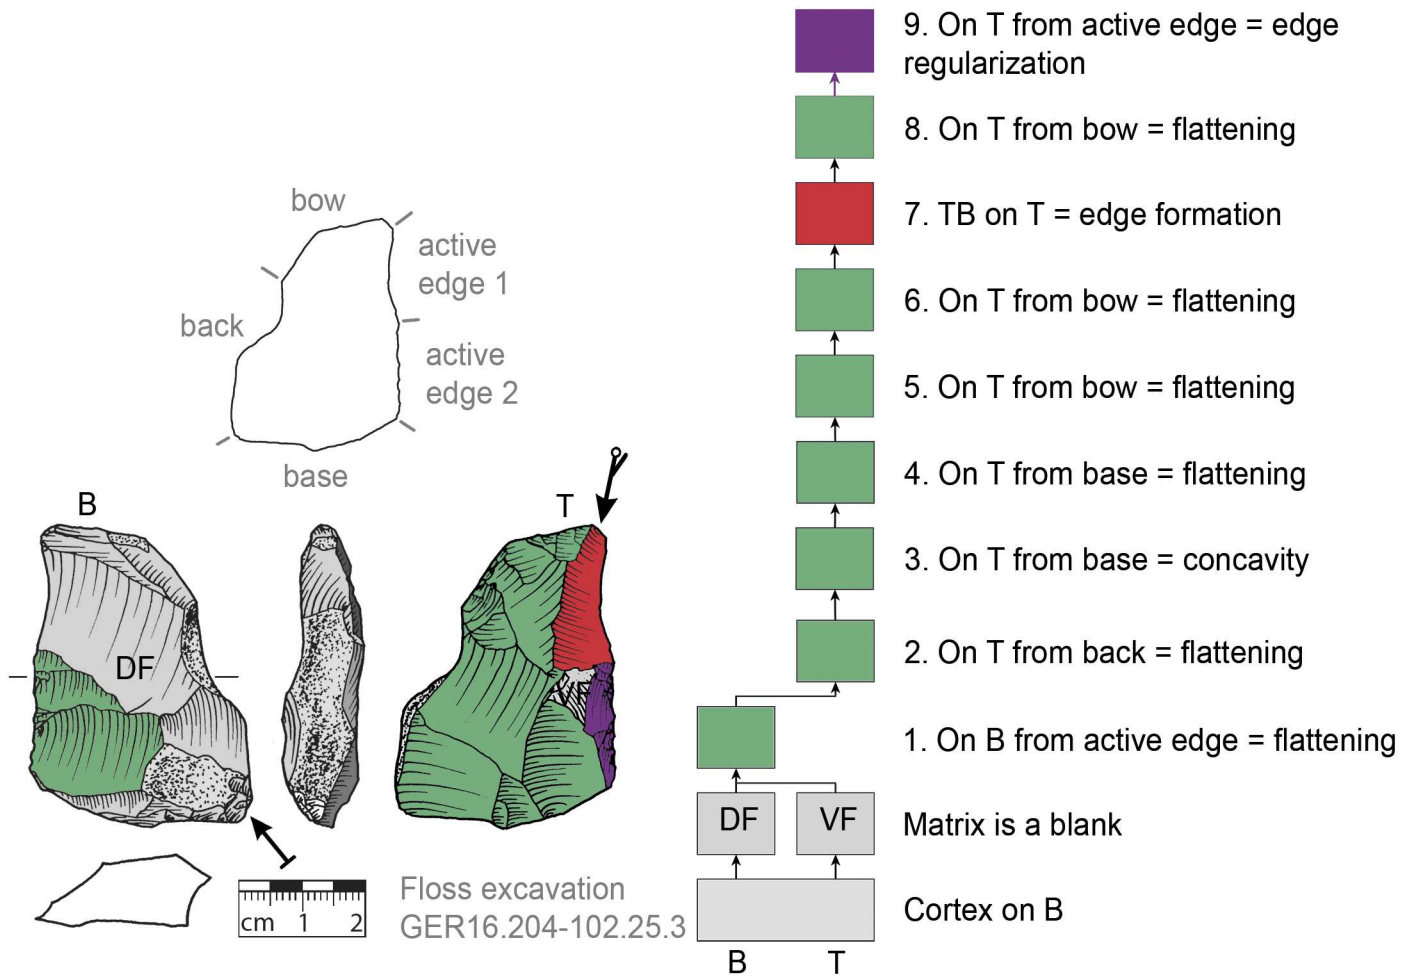 9. On T from active edge = edge
regularization
8. On T from bow = flattening
7. TB on T = edge formation
6. On T from bow = flattening
5. On T from bow = flattening
4. On T from base = flattening
3. On T from base = concavity
2. On T from back = flattening
1. On B from active edge = flattening
DF
VF
Matrix is a blank
Cortex on B
B
T
bow
active
edge 1
back
active
edge 2
base
B
T
DF
cm 1 2
Floss excavation
GER16.204-102.25.3